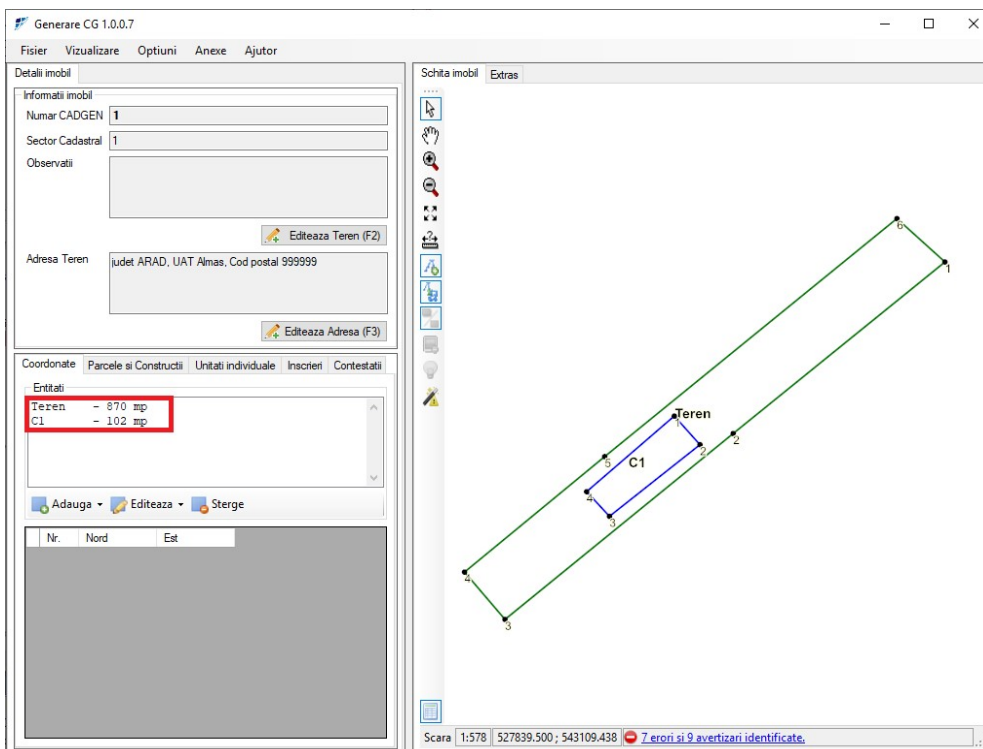 Generare CG 1.0.0.7
Fisier Vizualizare Optiuni Anexe Ajutor
Detalii imobil
Informatii imobil
Numar CADGEN 1
Sector Cadastral 1
Observatii
Editeaza Teren (F2)
Adresa Teren judet ARAD, UAT Almas, Cod postal 999999
Editeaza Adresa (F3)
Coordonate Parcele si Constructii Unitati individuale Inscrieri Contestatii
Entitati
Teren - 870 mp
C1 - 102 mp
Adauga Editeaza Sterge
Nr. Nord Est
Schita imobil Extras
6
1
Teren
1
2
2
5
C1
4
3
4
3
Scara 1:578 527839.500 ; 543109.438 7 erori si 9 avertizari identificate.